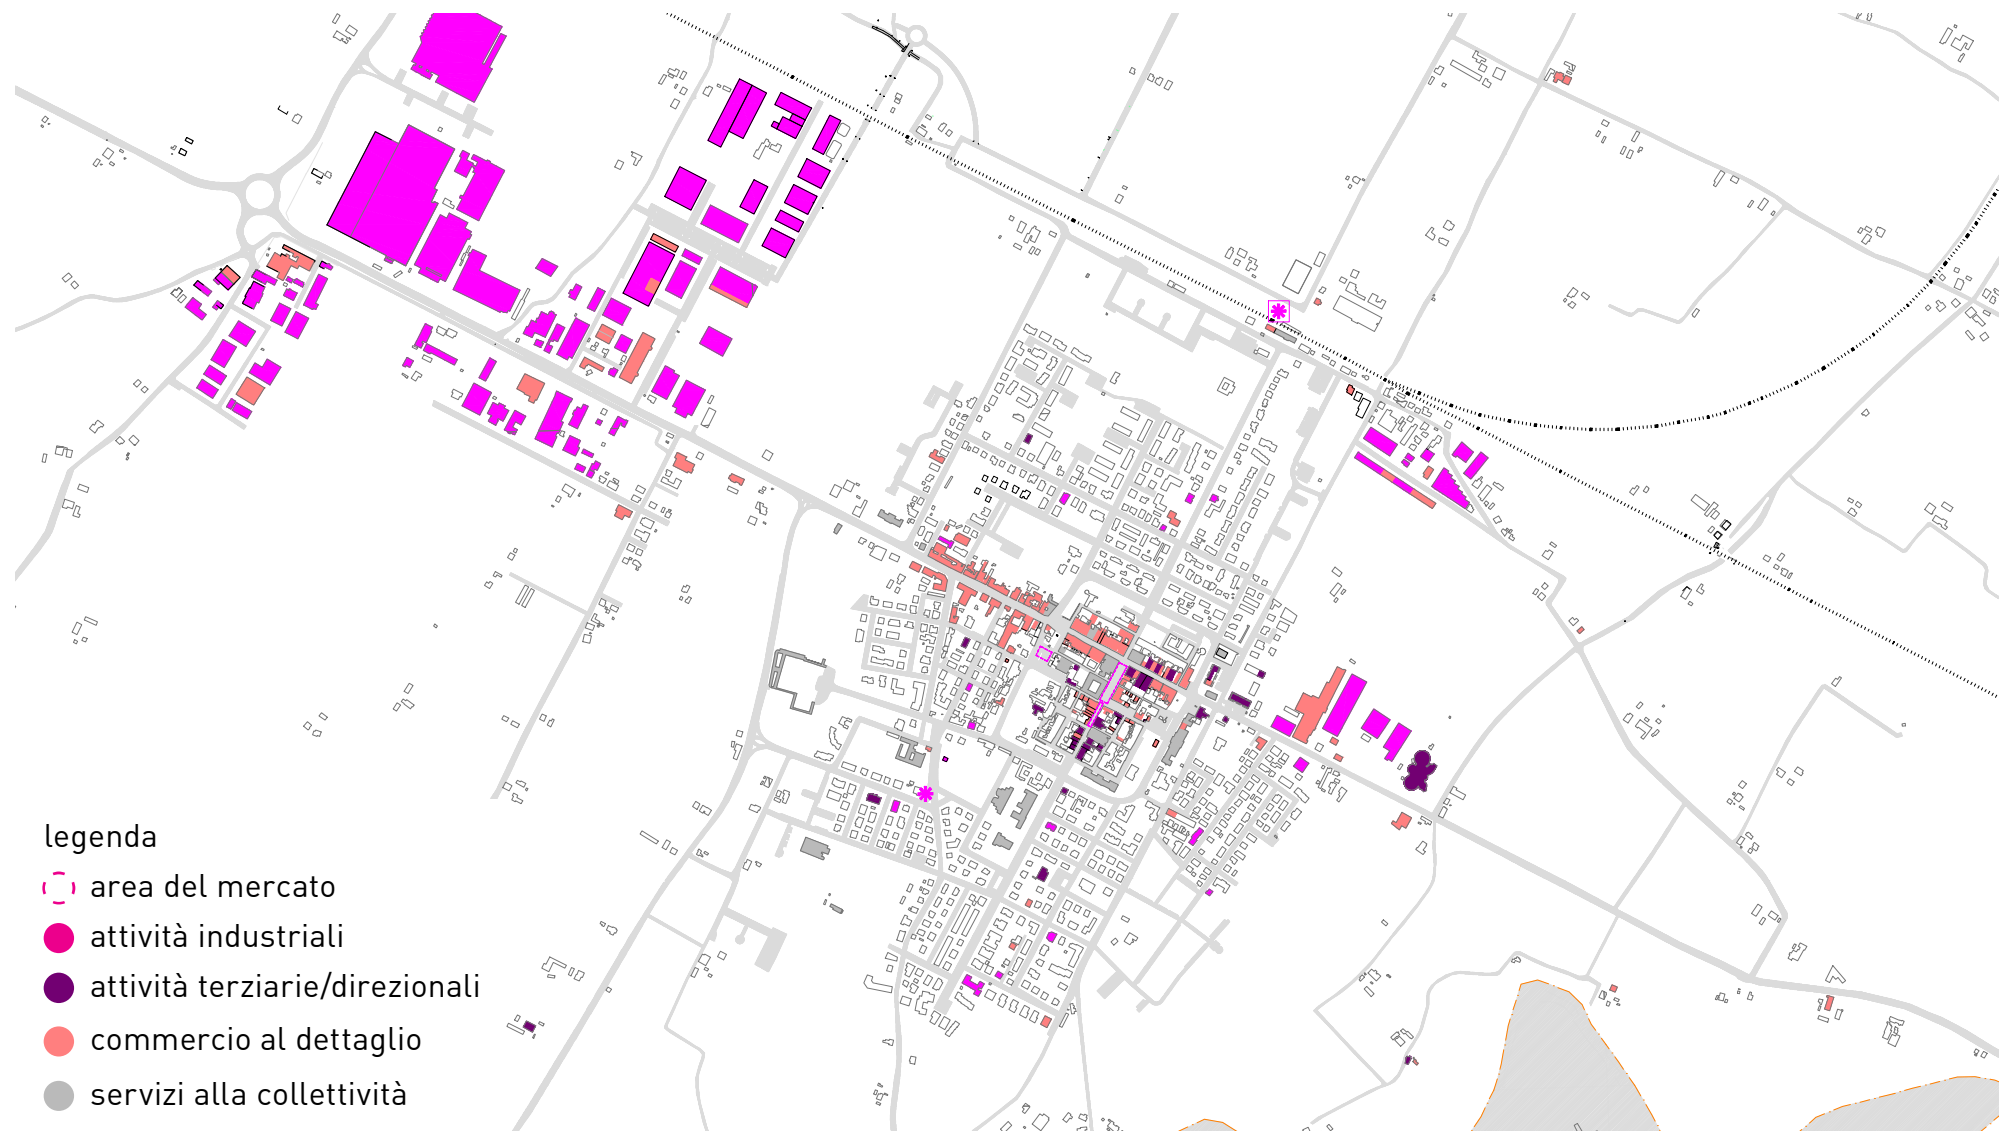 legenda
area del mercato
attività industriali
attività terziarie/direzionali
commercio al dettaglio
servizi alla collettività